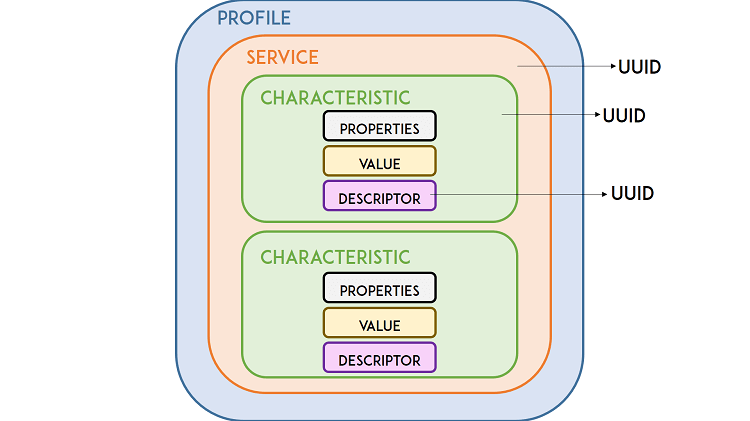 PROFILE
SERVICE
UUID
CHARACTERISTIC
UUID
PROPERTIES
VALUE
DESCRIPTOR
UUID
CHARACTERISTIC
PROPERTIES
VALUE
DESCRIPTOR